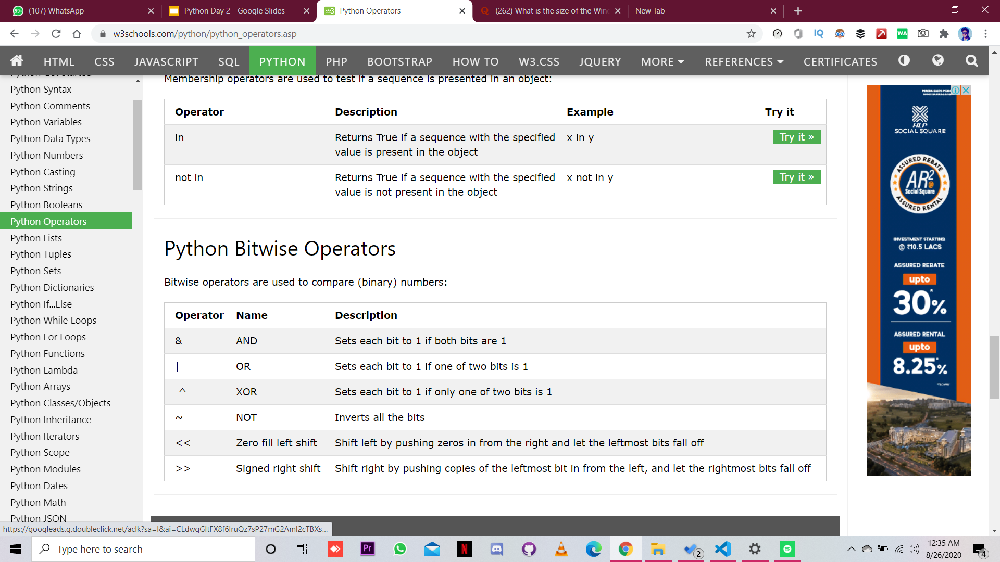 (107) WhatsApp
Python Day 2 - Google Slides
Python Operators
(262) What is the size of the Win
New Tab
w3schools.com/python/python_operators.asp
HTML CSS JAVASCRIPT SQL PYTHON PHP BOOTSTRAP HOW TO W3.CSS JQUERY MORE REFERENCES CERTIFICATES
Python Get Started
Python Syntax
Python Comments
Python Variables
Python Data Types
Python Numbers
Python Casting
Python Strings
Python Booleans
Python Operators
Python Lists
Python Tuples
Python Sets
Python Dictionaries
Python If...Else
Python While Loops
Python For Loops
Python Functions
Python Lambda
Python Arrays
Python Classes/Objects
Python Inheritance
Python Iterators
Python Scope
Python Modules
Python Dates
Python Math
Python JSON
Membership operators are used to test if a sequence is presented in an object:
Operator Description Example Try it
in Returns True if a sequence with the specified x in y Try it »
value is present in the object
not in Returns True if a sequence with the specified x not in y Try it »
value is not present in the object
Python Bitwise Operators
Bitwise operators are used to compare (binary) numbers:
Operator Name Description
& AND Sets each bit to 1 if both bits are 1
| OR Sets each bit to 1 if one of two bits is 1
^ XOR Sets each bit to 1 if only one of two bits is 1
~ NOT Inverts all the bits
<< Zero fill left shift Shift left by pushing zeros in from the right and let the leftmost bits fall off
>> Signed right shift Shift right by pushing copies of the leftmost bit in from the left, and let the rightmost bits fall off
HLP
SOCIAL SQUARE
ASSURED REBATE
AR2
@
Social Square
ASSURED RENTAL
INVESTMENT STARTING
@ ₹10.5 LACS
ASSURED REBATE
upto
30%*
ASSURED RENTAL
upto
8.25%*
*T&C APPLY
https://googleads.g.doubleclick.net/aclk?sa=l&ai=CLdwqGItFX8f6IruQz7sP27mG2AmI2cTBXs...
Type here to search
Pr
N
2
12:35 AM
8/26/2020
4
99+
IQ
WA